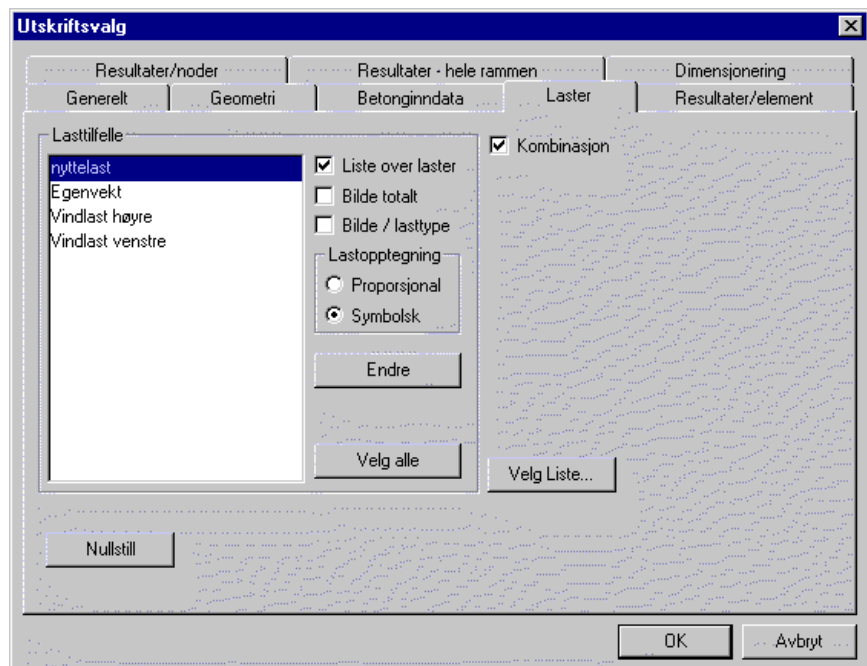 Utskriftsvalg
Resultater/noder
Resultater - hele rammen
Dimensjonering
Generelt
Geometri
Betonginndata
Laster
Resultater/element
Lasttilfelle
nyttelast
Egenvekt
Vindlast høyre
Vindlast venstre
Liste over laster
Bilde totalt
Bilde / lasttype
Lastopptegning
Proporsjonal
Symbolsk
Endre
Velg alle
Kombinasjon
Velg Liste...
Nullstill
OK
Avbryt